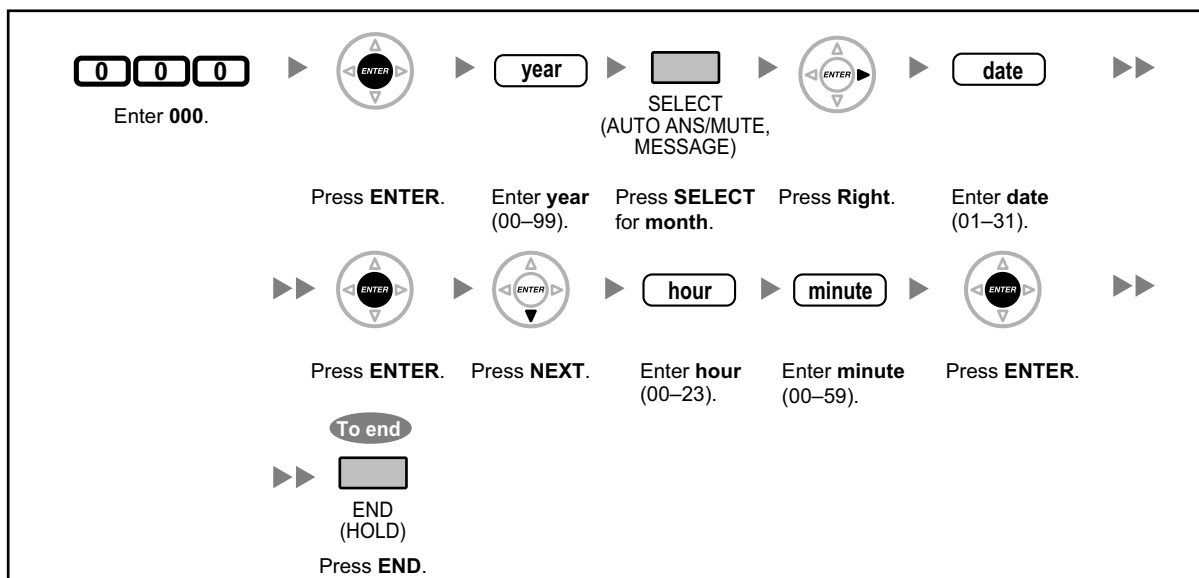 0 0 0 ENTER year ENTER date
SELECT
(AUTO ANS/MUTE,
MESSAGE)
Enter 000.
Press ENTER. Enter year
(00–99). Press SELECT
for month. Press Right. Enter date
(01–31).
ENTER ENTER hour minute ENTER
Press ENTER. Press NEXT. Enter hour
(00–23). Enter minute
(00–59). Press ENTER.
To end
END
(HOLD)
Press END.